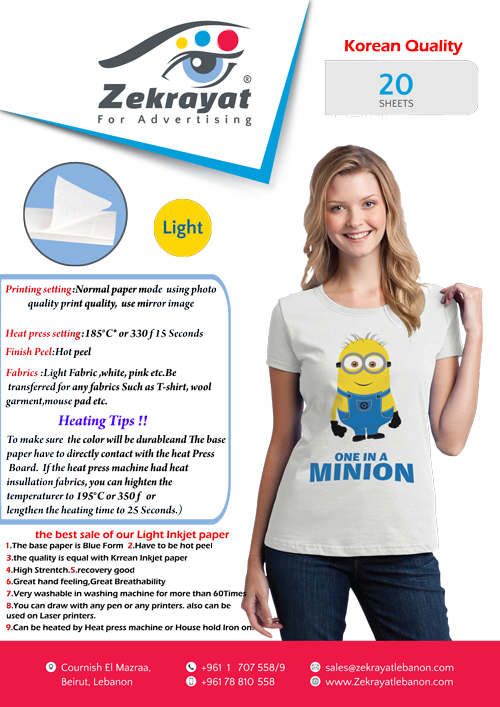 Korean Quality
20
SHEETS
Zekrayat®
For Advertising
Light
Printing setting:Normal paper mode using photo
quality print quality, use mirror image
Heat press setting:185°C* or 330 f 15 Seconds
Finish Peel:Hot peel
Fabrics :Light Fabric ,white, pink etc.Be
transferred for any fabrics Such as T-shirt, wool
garment,mouse pad etc.
Heating Tips !!
To make sure the color will be durableand The base
paper have to directly contact with the heat Press
Board. If the heat press machine had heat
insullation fabrics, you can highten the
temperaturer to 195°C or 350 f or
lengthen the heating time to 25 Seconds.)
ONE IN A
MINION
the best sale of our Light Inkjet paper
1.The base paper is Blue Form 2.Have to be hot peel
3.the quality is equal with Krrean Inkjet paper
4.High Strentch.5.recovery good
6.Great hand feeling,Great Breathability
7.Very washable in washing machine for more than 60Times
8.You can draw with any pen or any printers. also can be
used on Laser printers.
9.Can be heated by Heat press machine or House hold Iron on.
Cournish El Mazraa,
Beirut, Lebanon
+961 1 707 558/9
+961 78 810 558
sales@zekrayatlebanon.com
www.Zekrayatlebanon.com